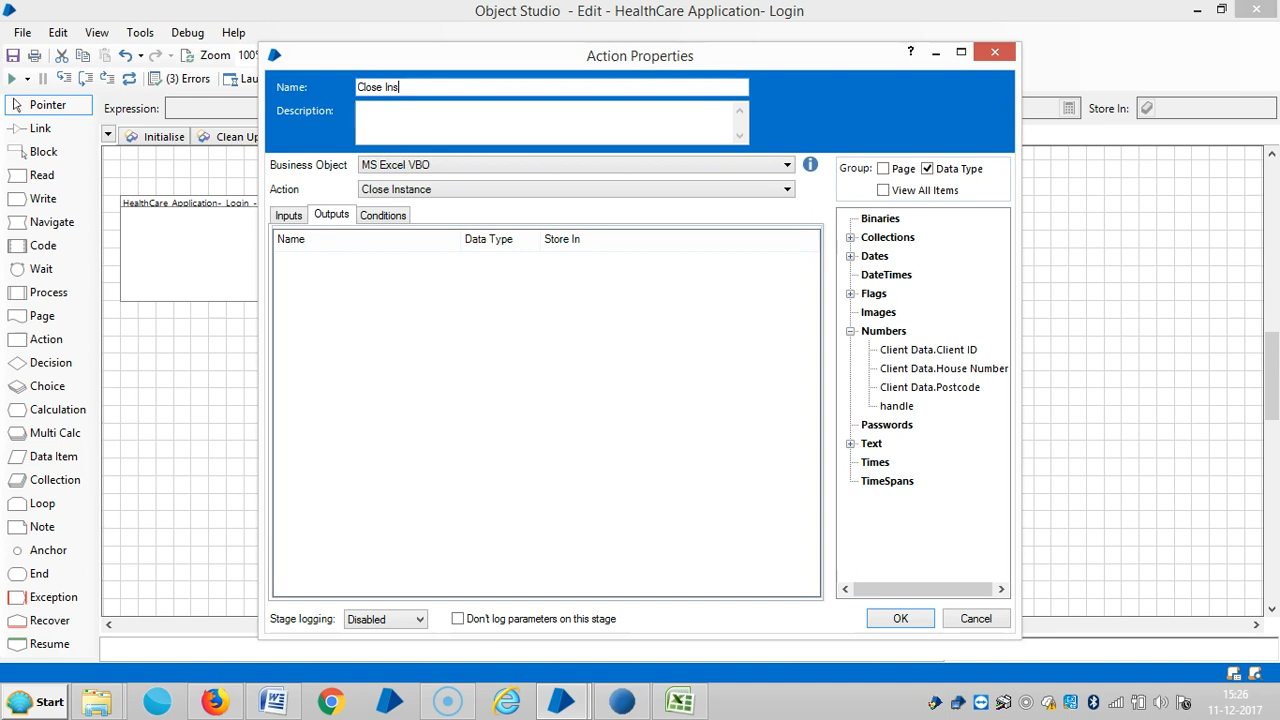 Object Studio - Edit - HealthCare Application- Login
File Edit View Tools Debug Help
Zoom 100%
(3) Errors
Action Properties
?
Name: Close Ins
Description:
Expression:
Store In:
Pointer
Link
Block
Read
Write
Navigate
Code
Wait
Process
Page
Action
Decision
Choice
Calculation
Multi Calc
Data Item
Collection
Loop
Note
Anchor
End
Exception
Recover
Resume
Initialise
Clean Up
HealthCare Application- Login -
Business Object MS Excel VBO
Action Close Instance
Inputs Outputs Conditions
Name Data Type Store In
Group: Page Data Type
View All Items
Binaries
Collections
Dates
DateTimes
Flags
Images
Numbers
Client Data.Client ID
Client Data.House Number
Client Data.Postcode
handle
Passwords
Text
Times
TimeSpans
Stage logging: Disabled Don't log parameters on this stage
OK Cancel
Start
15:26
11-12-2017